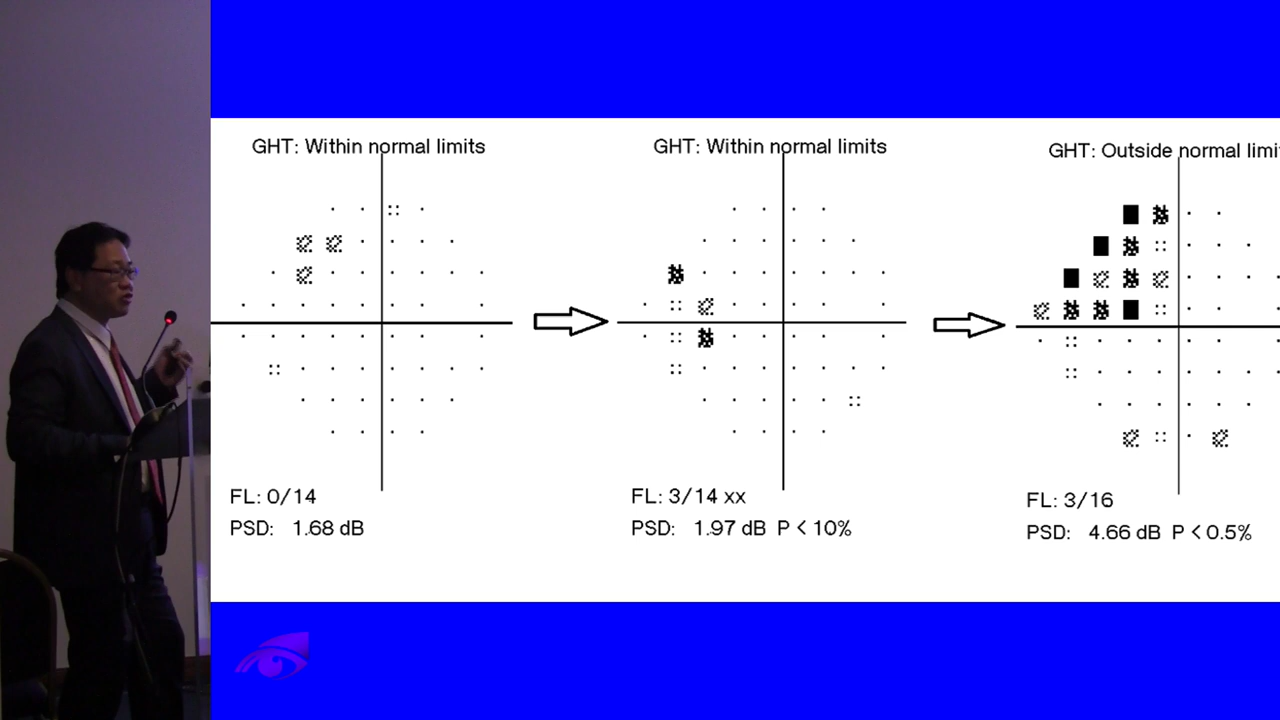 GHT: Within normal limits
FL: 0/14
PSD: 1.68 dB
GHT: Within normal limits
FL: 3/14 xx
PSD: 1.97 dB P < 10%
GHT: Outside normal limi
FL: 3/16
PSD: 4.66 dB P < 0.5%